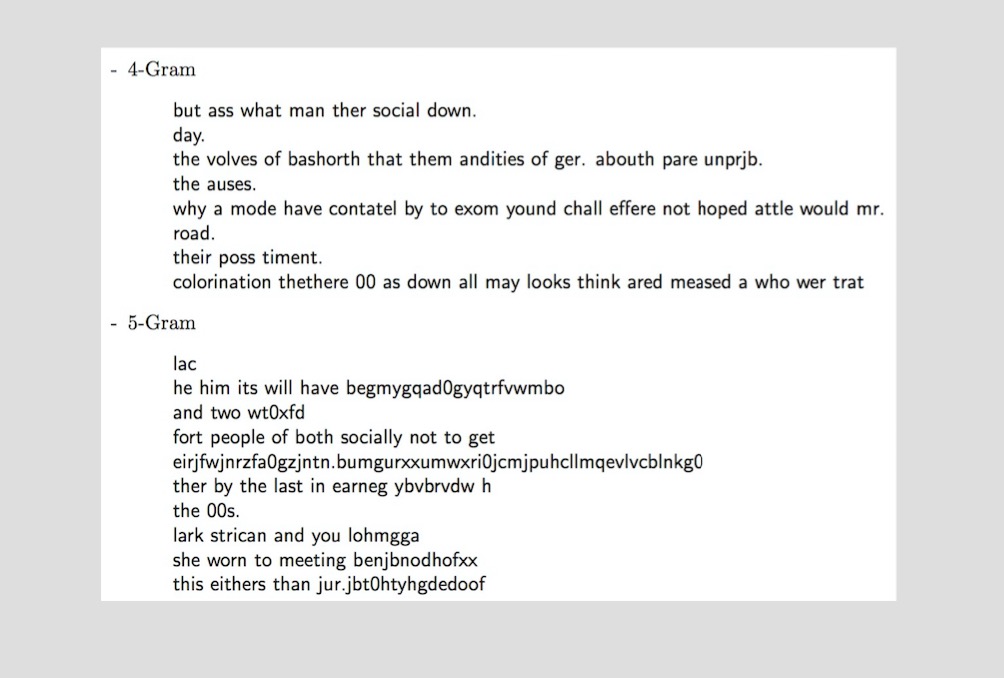 - 4-Gram
but ass what man ther social down.
day.
the volves of bashorth that them andities of ger. abouth pare unprjb.
the auses.
why a mode have contatel by to exom yound chall effere not hoped attle would mr.
road.
their poss timent.
colorination thethere 00 as down all may looks think ared meased a who wer trat
- 5-Gram
lac
he him its will have begmygqad0gyqtrfvwmbo
and two wt0xfd
fort people of both socially not to get
eirjfwjnrzfa0gzjntn.bumgurxxumwxri0jcmjpuhcllmqevlvcblnkg0
ther by the last in earneg ybvbrvdw h
the 00s.
lark strican and you lohmgga
she worn to meeting benjbnodhofxx
this eithers than jur.jbt0htyhgdedoof